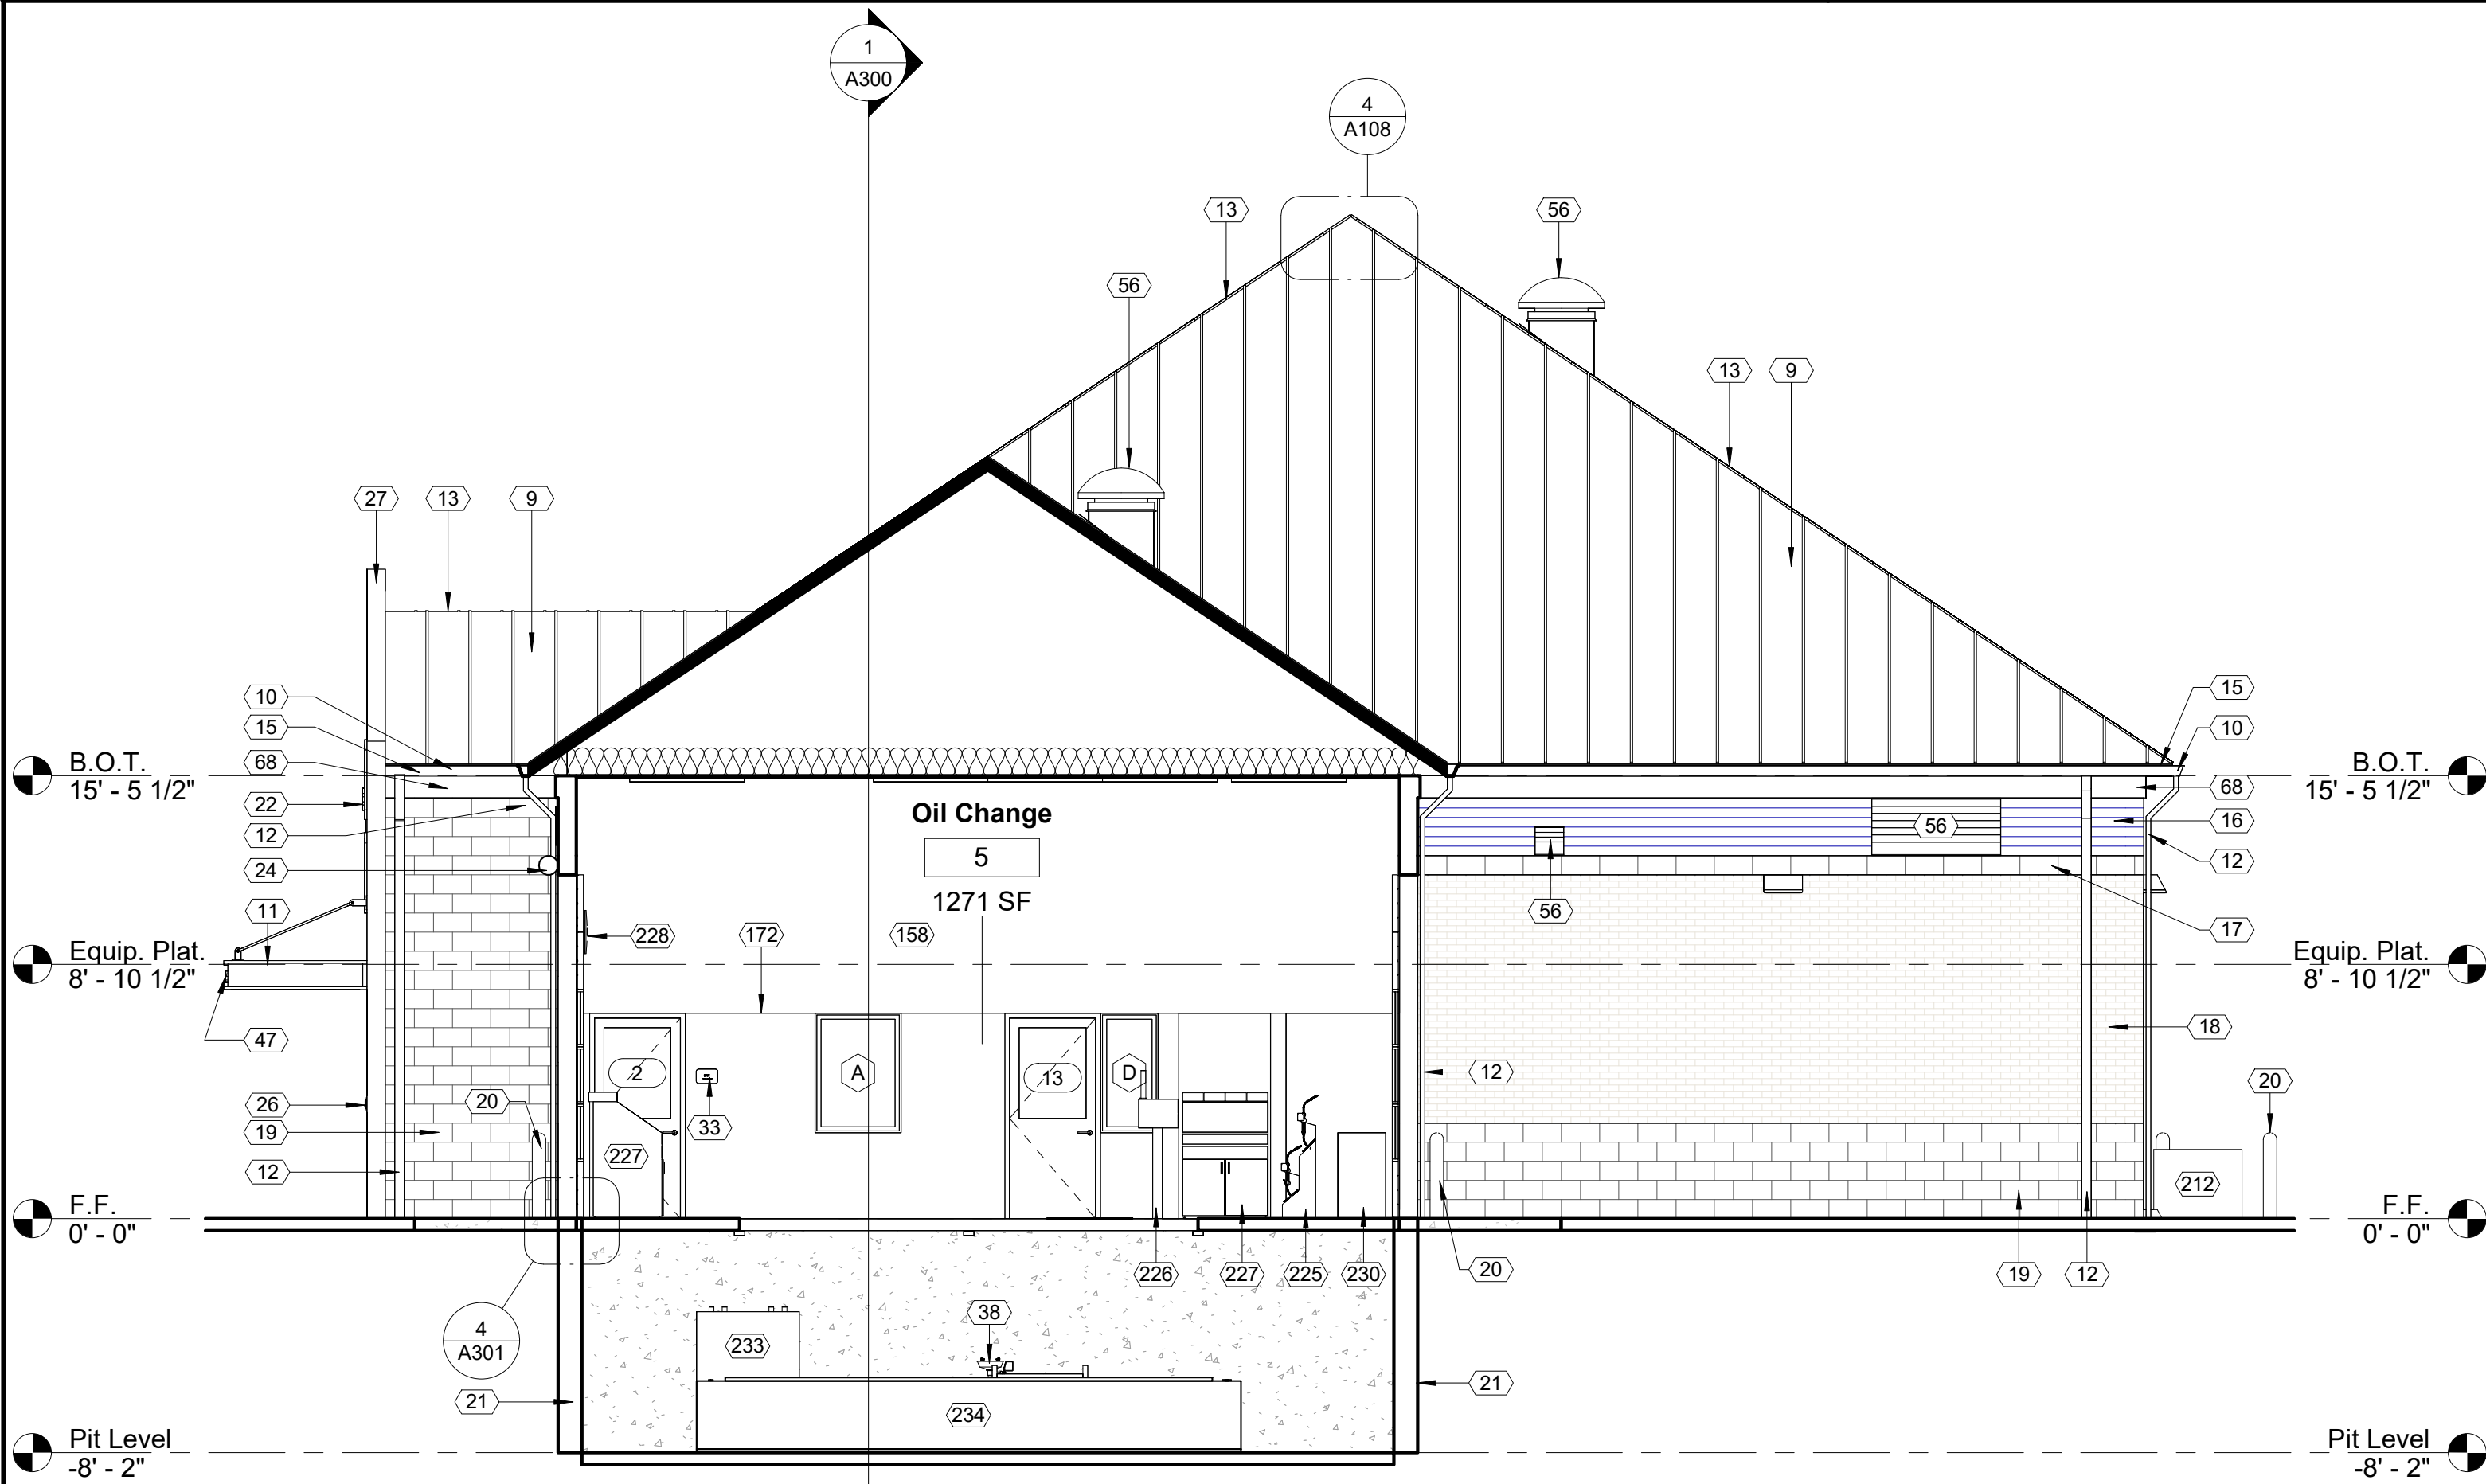 1
A300
4
A108
13
56
56
13
9
27
13
9
10
15
68
22
12
24
11
47
26
19
12
20
B.O.T.
15' - 5 1/2"
Equip. Plat.
8' - 10 1/2"
F.F.
0' - 0"
Pit Level
-8' - 2"
Oil Change
5
1271 SF
228
172
158
2
33
A
13
D
227
12
226
227
225
230
20
4
A301
21
233
38
234
21
15
10
68
16
12
56
56
17
18
20
212
19
12
B.O.T.
15' - 5 1/2"
Equip. Plat.
8' - 10 1/2"
F.F.
0' - 0"
Pit Level
-8' - 2"